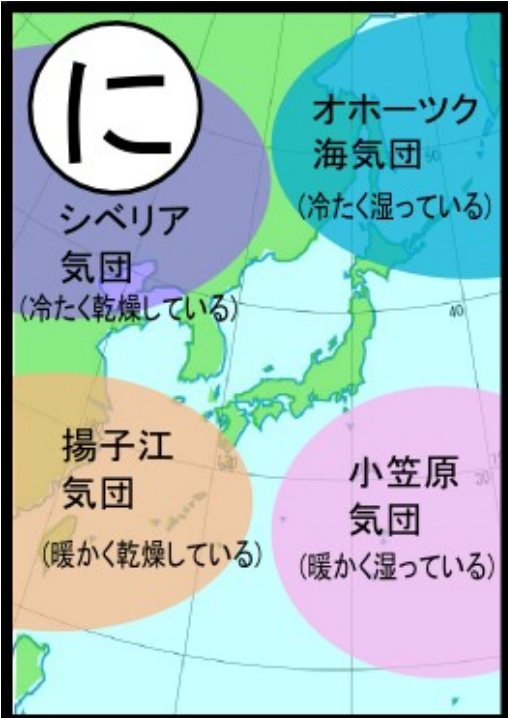 に
シベリア
気団
(冷たく乾燥している)
オホーツク
海気団
(冷たく湿っている)
50
40
揚子江
気団
(暖かく乾燥している)
小笠原
気団
(暖かく湿っている)
30